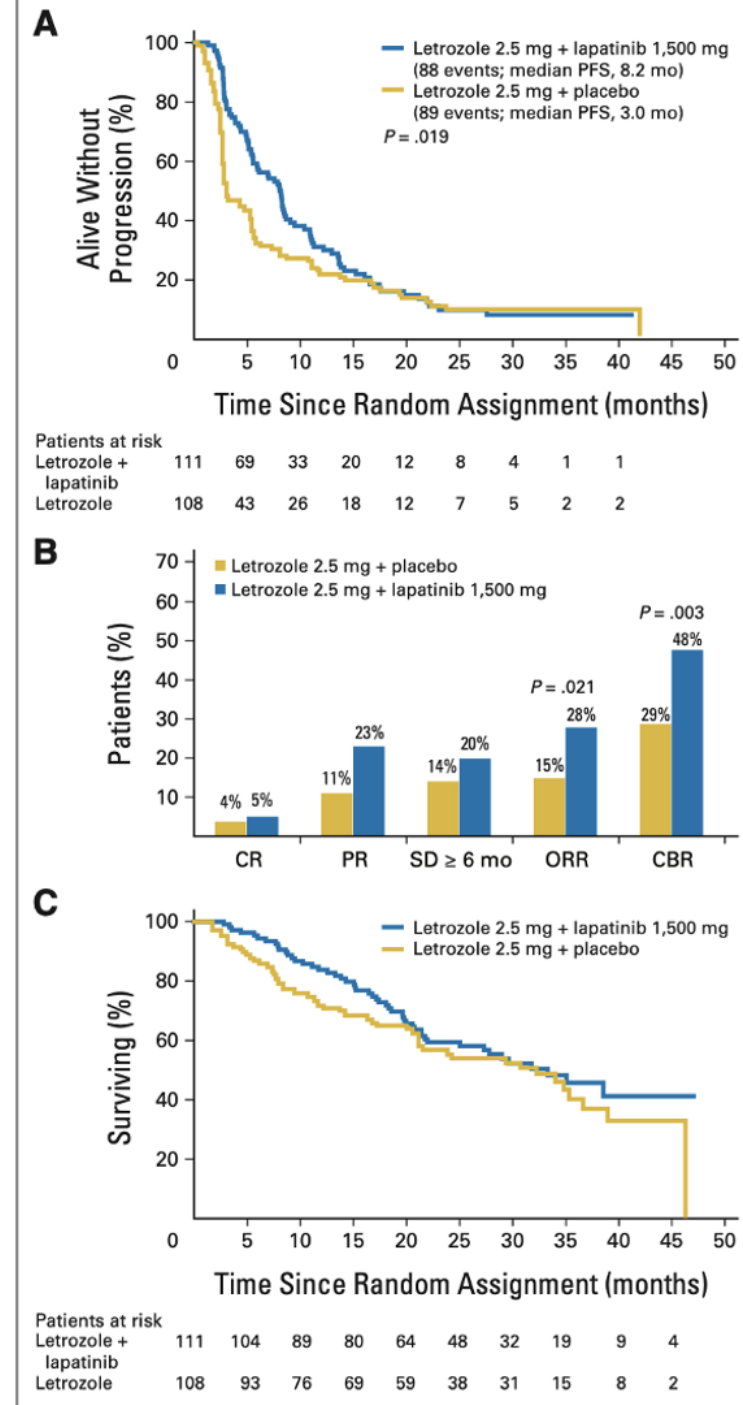 A
100
80
60
40
20
Alive Without
Progression (%)
Letrozole 2.5 mg + lapatinib 1,500 mg
(88 events; median PFS, 8.2 mo)
Letrozole 2.5 mg + placebo
(89 events; median PFS, 3.0 mo)
P = .019
0 5 10 15 20 25 30 35 40 45 50
Time Since Random Assignment (months)
Patients at risk
Letrozole + 111 69 33 20 12 8 4 1 1
lapatinib
Letrozole 108 43 26 18 12 7 5 2 2
B
70
60
50
40
30
20
10
Patients (%)
Letrozole 2.5 mg + placebo
Letrozole 2.5 mg + lapatinib 1,500 mg
4% 5% 11% 23% 14% 20% 15% 28% 29% 48%
P = .021
P = .003
CR PR SD ≥ 6 mo ORR CBR
C
100
80
60
40
20
Surviving (%)
Letrozole 2.5 mg + lapatinib 1,500 mg
Letrozole 2.5 mg + placebo
0 5 10 15 20 25 30 35 40 45 50
Time Since Random Assignment (months)
Patients at risk
Letrozole + 111 104 89 80 64 48 32 19 9 4
lapatinib
Letrozole 108 93 76 69 59 38 31 15 8 2